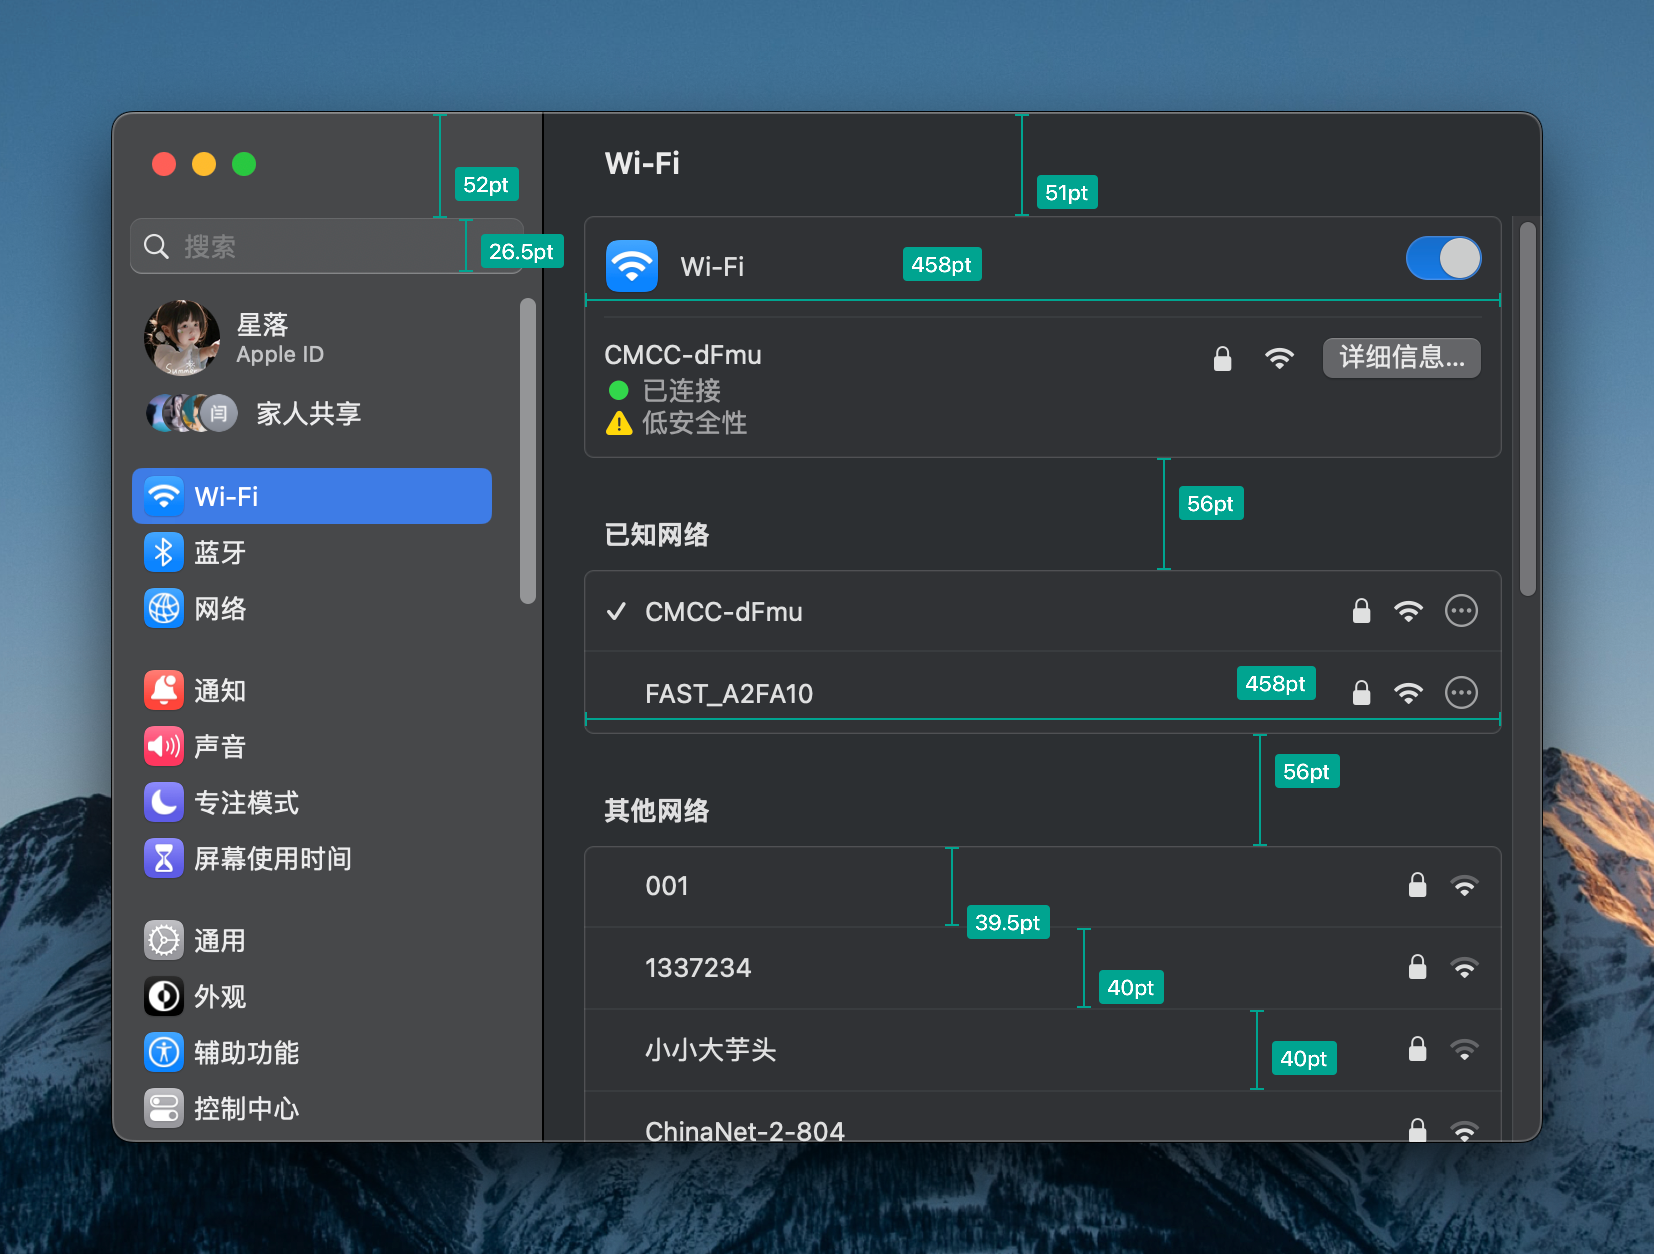 52pt
搜索
26.5pt
星落
Apple ID
Summer
闫
家人共享
Wi-Fi
蓝牙
网络
通知
声音
专注模式
屏幕使用时间
通用
外观
辅助功能
控制中心
Wi-Fi
51pt
Wi-Fi
458pt
CMCC-dFmu
详细信息...
已连接
低安全性
56pt
已知网络
CMCC-dFmu
FAST_A2FA10
458pt
56pt
其他网络
001
39.5pt
1337234
40pt
小小大芋头
40pt
ChinaNet-2-804